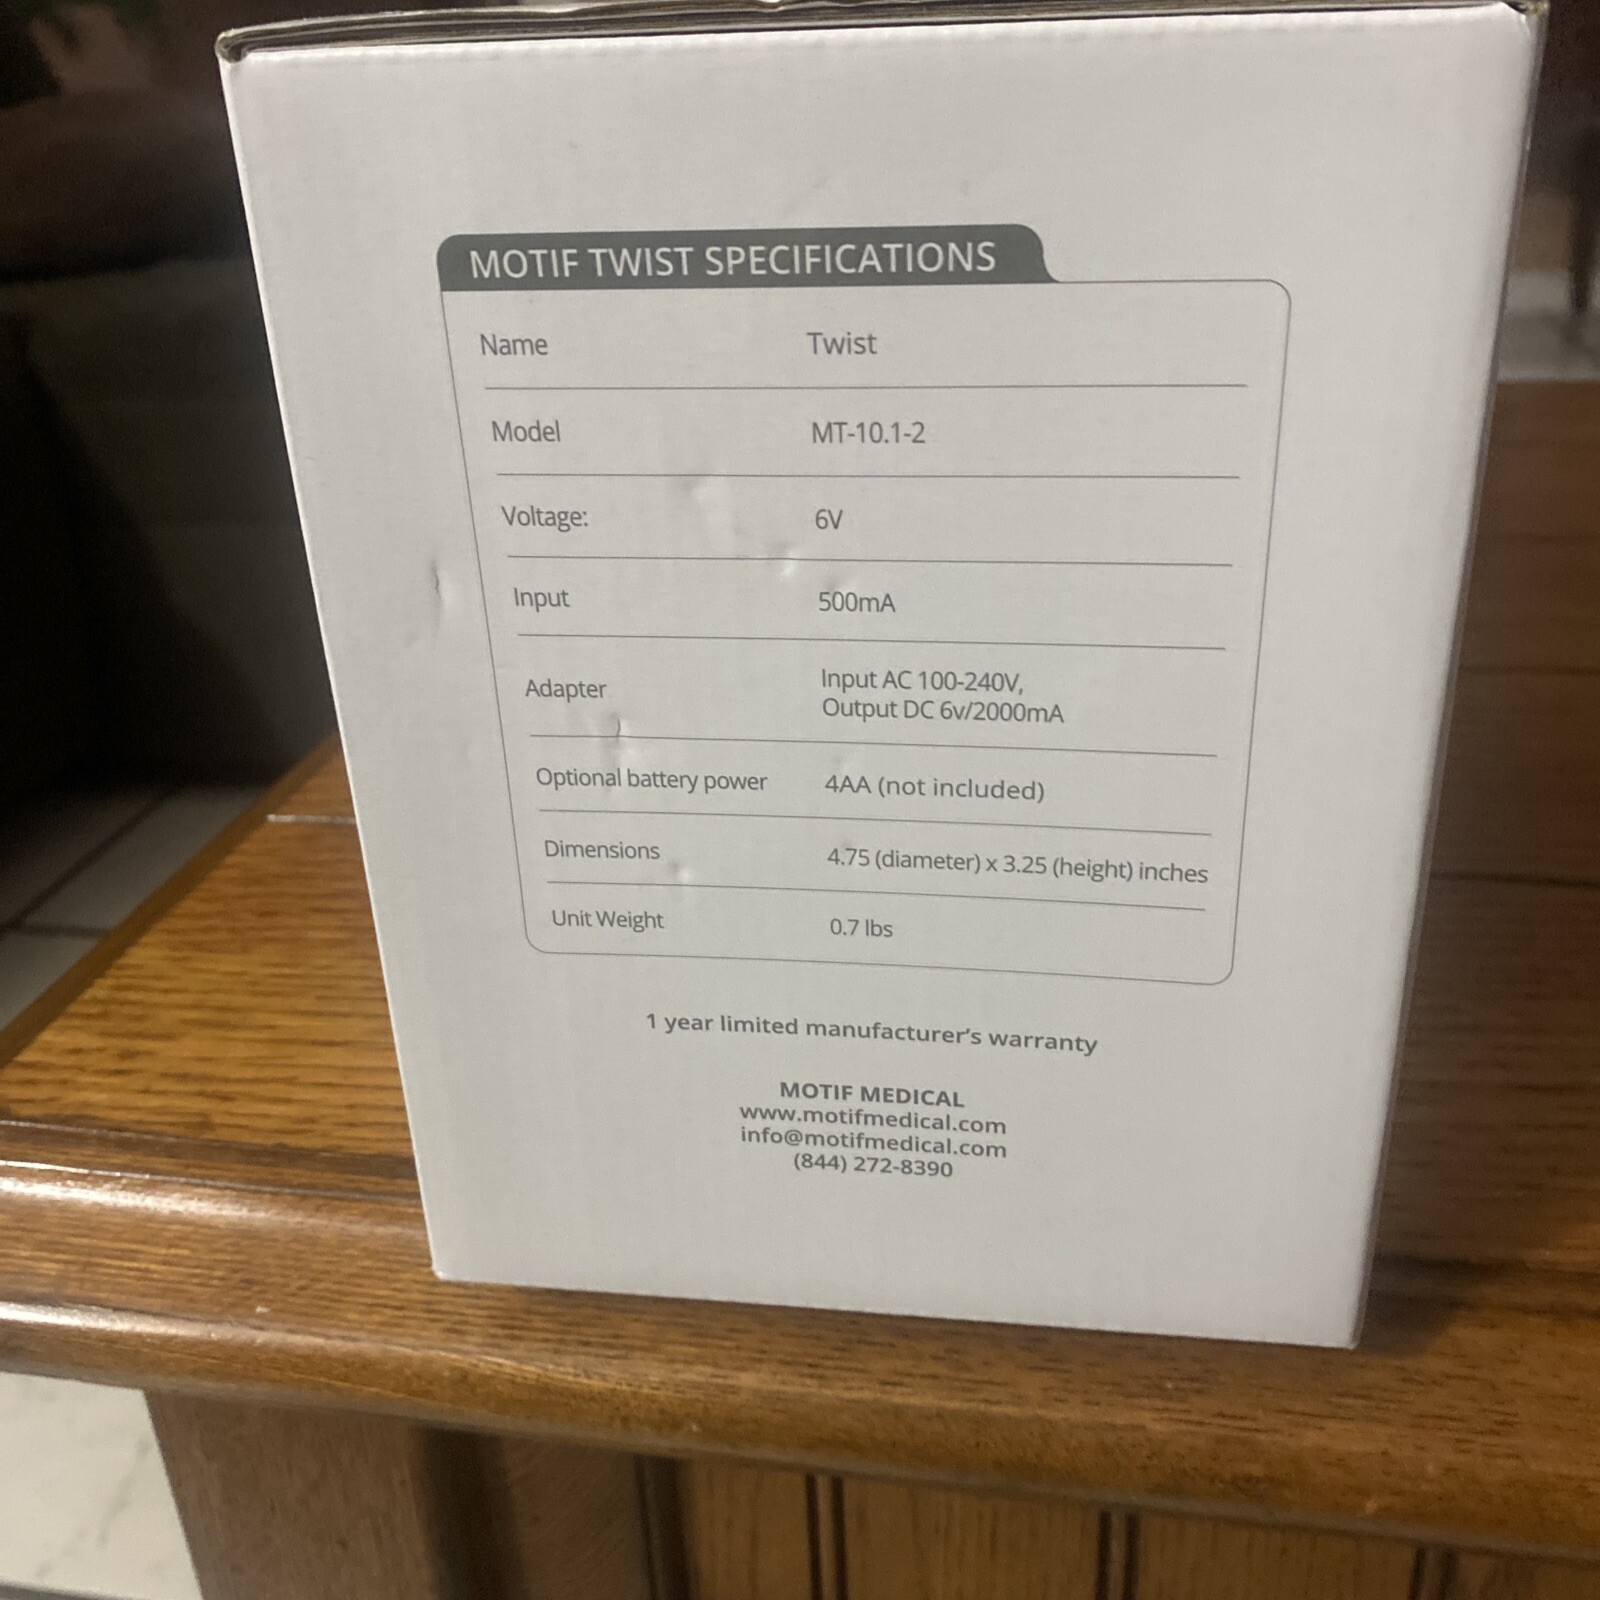 MOTIF TWIST SPECIFICATIONS
Name Twist
Model MT-10.1-2
Voltage: 6V
Input 500mA
Adapter Input AC 100-240V,
Output DC 6v/2000mA
Optional battery power 4AA (not included)
Dimensions 4.75 (diameter) x 3.25 (height) inches
Unit Weight 0.7 lbs
1 year limited manufacturer's warranty
MOTIF MEDICAL
www.motifmedical.com
info@motifmedical.com
(844) 272-8390